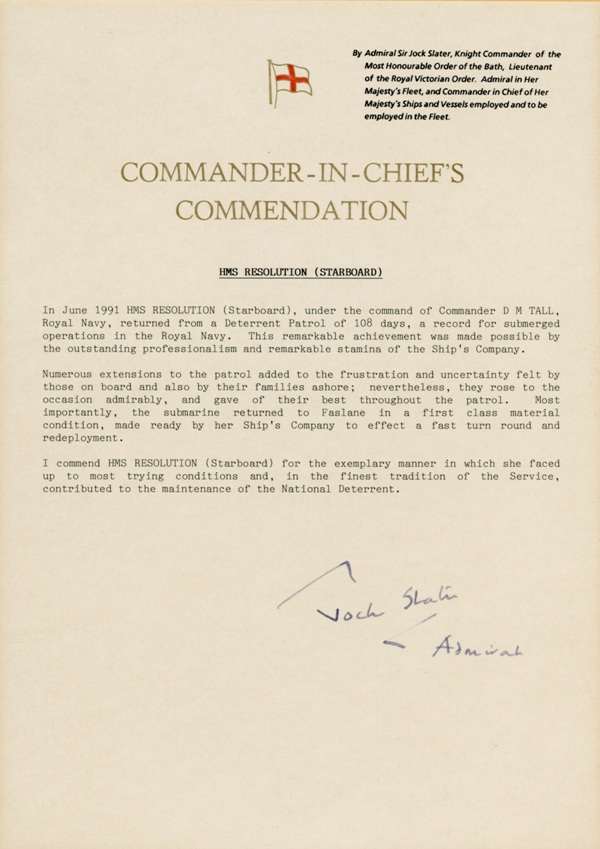 By Admiral Sir Jock Slater, Knight Commander of the
Most Honourable Order of the Bath, Lieutenant
of the Royal Victorian Order. Admiral in Her
Majesty's Fleet, and Commander in Chief of Her
Majesty's Ships and Vessels employed and to be
employed in the Fleet.
COMMANDER-IN-CHIEF'S
COMMENDATION
HMS RESOLUTION (STARBOARD)
In June 1991 HMS RESOLUTION (Starboard), under the command of Commander D M TALL,
Royal Navy, returned from a Deterrent Patrol of 108 days, a record for submerged
operations in the Royal Navy. This remarkable achievement was made possible by
the outstanding professionalism and remarkable stamina of the Ship's Company.
Numerous extensions to the patrol added to the frustration and uncertainty felt by
those on board and also by their families ashore; nevertheless, they rose to the
occasion admirably, and gave of their best throughout the patrol. Most
importantly, the submarine returned to Faslane in a first class material
condition, made ready by her Ship's Company to effect a fast turn round and
redeployment.
I commend HMS RESOLUTION (Starboard) for the exemplary manner in which she faced
up to most trying conditions and, in the finest tradition of the Service,
contributed to the maintenance of the National Deterrent.
Jock Slater
Admiral